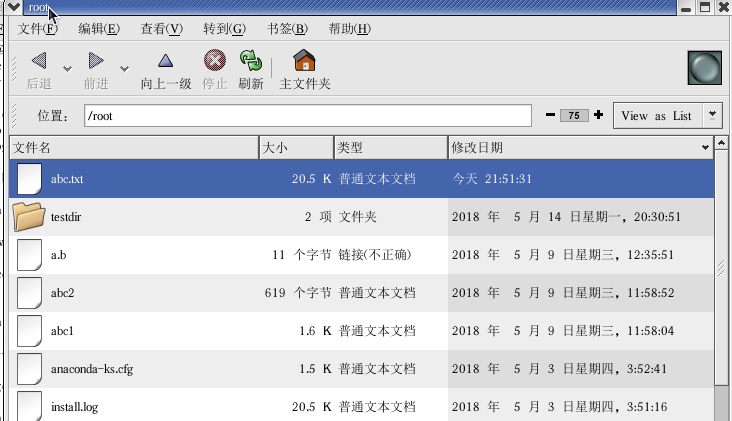 root
文件(F) 编辑(E) 查看(V) 转到(G) 书签(B) 帮助(H)
后退 前进 向上一级 停止 刷新 主文件夹
位置: /root 75 View as List
文件名 大小 类型 修改日期
abc.txt 20.5 K 普通文本文档 今天 21:51:31
testdir 2 项 文件夹 2018 年 5 月 14 日星期一, 20:30:51
a.b 11 个字节 链接(不正确) 2018 年 5 月 9 日星期三, 12:35:51
abc2 619 个字节 普通文本文档 2018 年 5 月 9 日星期三, 11:58:52
abc1 1.6 K 普通文本文档 2018 年 5 月 9 日星期三, 11:58:04
anaconda-ks.cfg 1.5 K 普通文本文档 2018 年 5 月 3 日星期四, 3:52:41
install.log 20.5 K 普通文本文档 2018 年 5 月 3 日星期四, 3:51:16